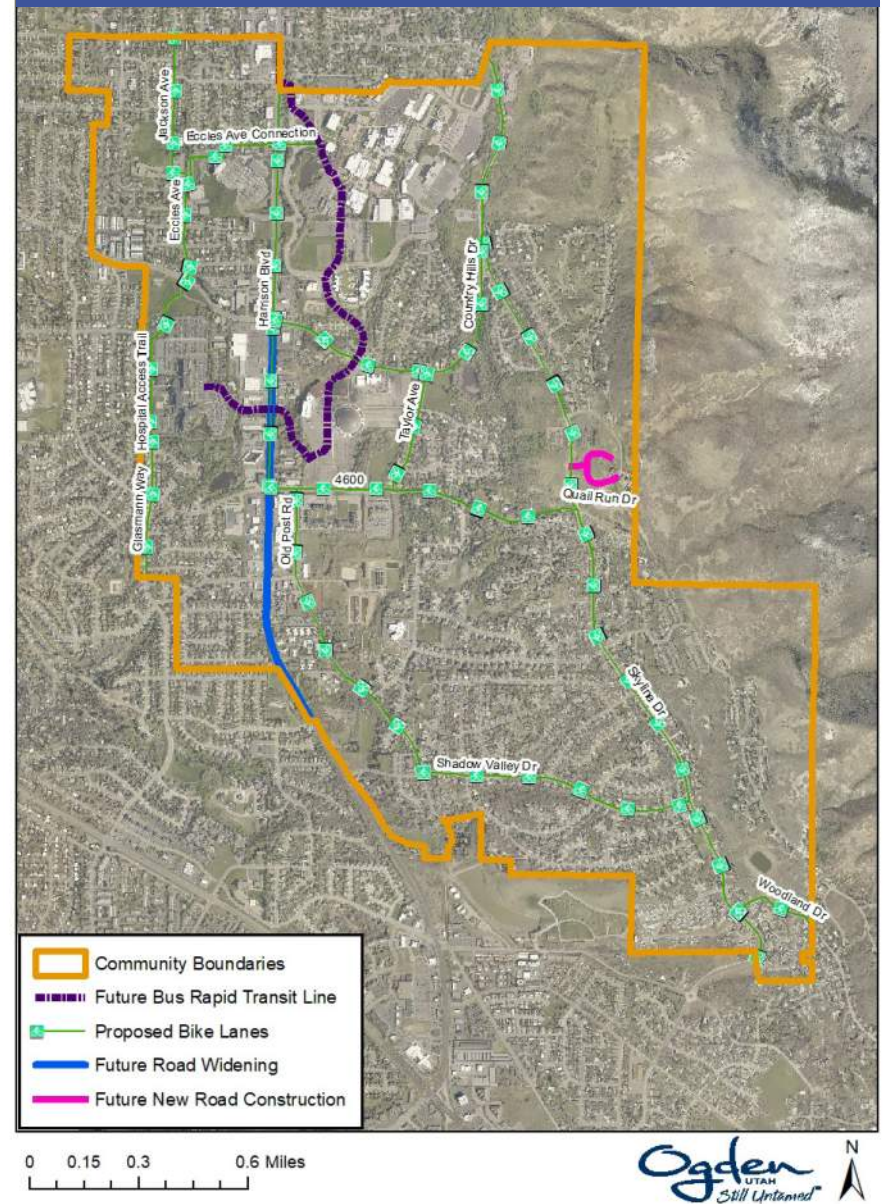 Jackson Ave
Eccles Ave Connection
Eccles Ave
Harrison Blvd
Country Hills Dr
Hospital Access Trail
Taylor Ave
Glasmann Way
4600
Quail Run Dr
Old Post Rd
Skyline Dr
Shadow Valley Dr
Woodland Dr
Community Boundaries
Future Bus Rapid Transit Line
Proposed Bike Lanes
Future Road Widening
Future New Road Construction
0 0.15 0.3 0.6 Miles
Ogden
UTAH
Still Untamed™
N